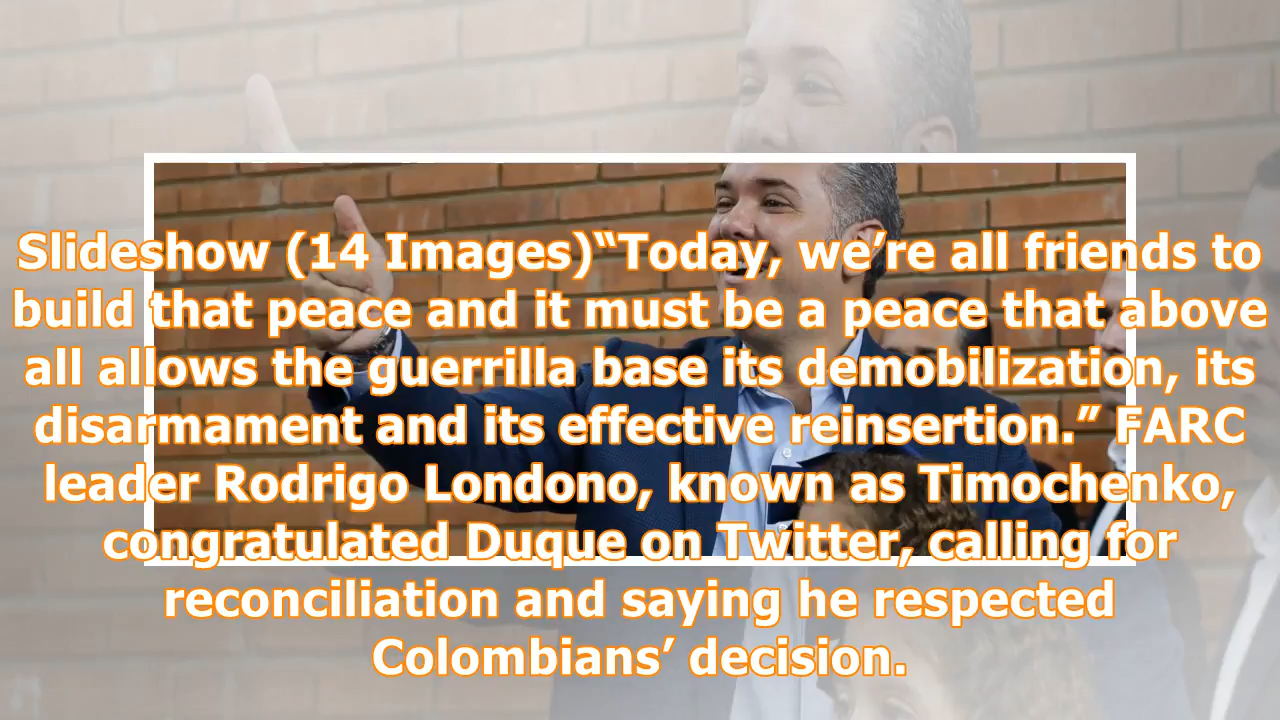 Slideshow (14 Images)“Today, we’re all friends to
build that peace and it must be a peace that above
all allows the guerrilla base its demobilization, its
disarmament and its effective reinsertion.” FARC
leader Rodrigo Londono, known as Timochenko,
congratulated Duque on Twitter, calling for
reconciliation and saying he respected
Colombians’ decision.